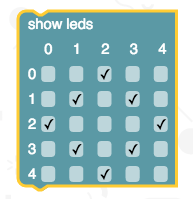 show leds
0 1 2 3 4
0 ✓
1 ✓ ✓
2 ✓ ✓
3 ✓ ✓
4 ✓